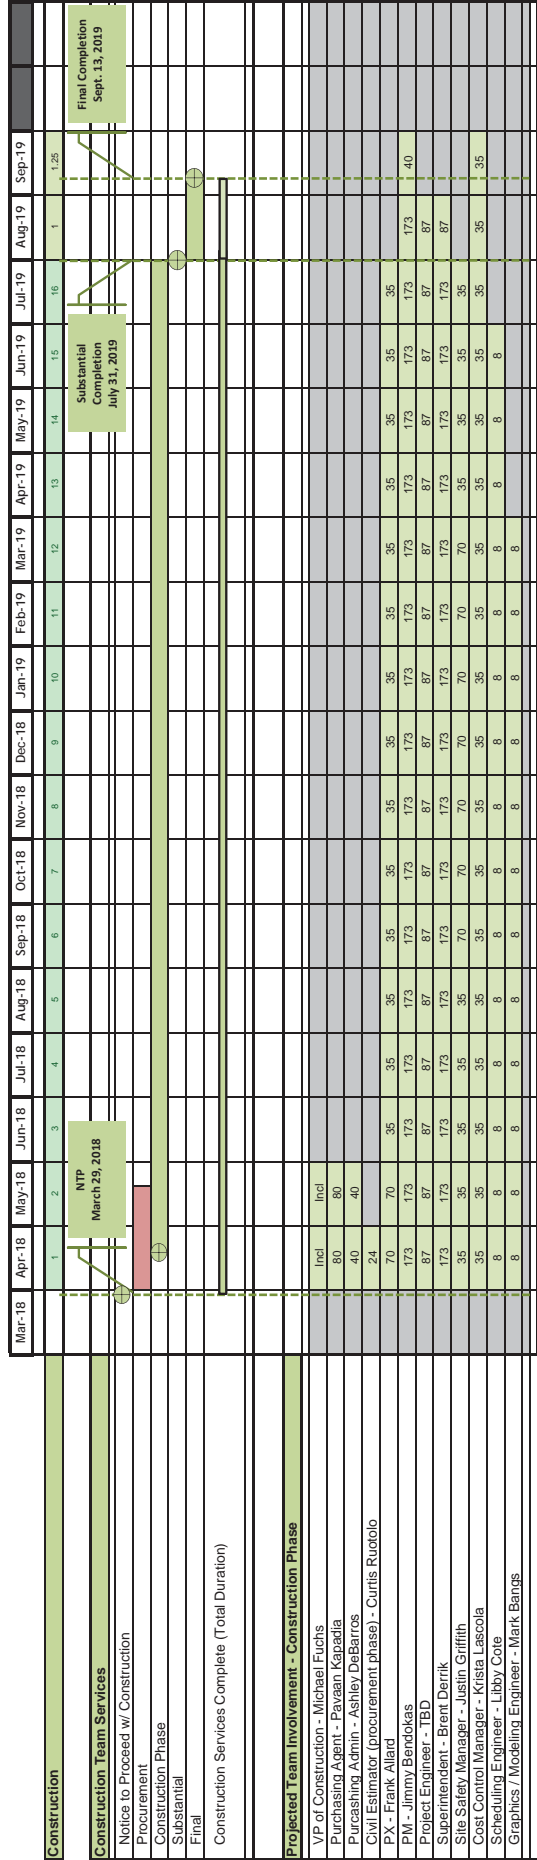 Mar-18 Apr-18 May-18 Jun-18 Jul-18 Aug-18 Sep-18 Oct-18 Nov-18 Dec-18 Jan-19 Feb-19 Mar-19 Apr-19 May-19 Jun-19 Jul-19 Aug-19 Sep-19
Construction 1 2 3 4 5 6 7 8 9 10 11 12 13 14 15 16 1 1.25
NTP
March 29, 2018
Substantial
Completion
July 31, 2019
Final Completion
Sept. 13, 2019
Construction Team Services
Notice to Proceed w/ Construction
Procurement
Construction Phase
Substantial
Final
Construction Services Complete (Total Duration)
Projected Team Involvement - Construction Phase
VP of Construction - Michael Fuchs Incl Incl
Purchasing Agent - Pavaan Kapadia 80 80
Purcashing Admin - Ashley DeBarros 40 40
Civil Estimator (procurement phase) - Curtis Ruotolo 24
PX - Frank Allard 70 70 35 35 35 35 35 35 35 35 35 35 35 35 35 35
PM - Jimmy Bendokas 173 173 173 173 173 173 173 173 173 173 173 173 173 173 173 173 173 40
Project Engineer - TBD 87 87 87 87 87 87 87 87 87 87 87 87 87 87 87 87 87
Superintendent - Brent Derrik 173 173 173 173 173 173 173 173 173 173 173 173 173 173 173 173 87
Site Safety Manager - Justin Griffith 35 35 35 35 35 70 70 70 70 70 70 70 35 35 35 35
Cost Control Manager - Krista Lascola 35 35 35 35 35 35 35 35 35 35 35 35 35 35 35 35 35 35
Scheduling Engineer - Libby Cote 8 8 8 8 8 8 8 8 8 8 8 8 8 8 8
Graphics / Modeling Engineer - Mark Bangs 8 8 8 8 8 8 8 8 8 8 8 8